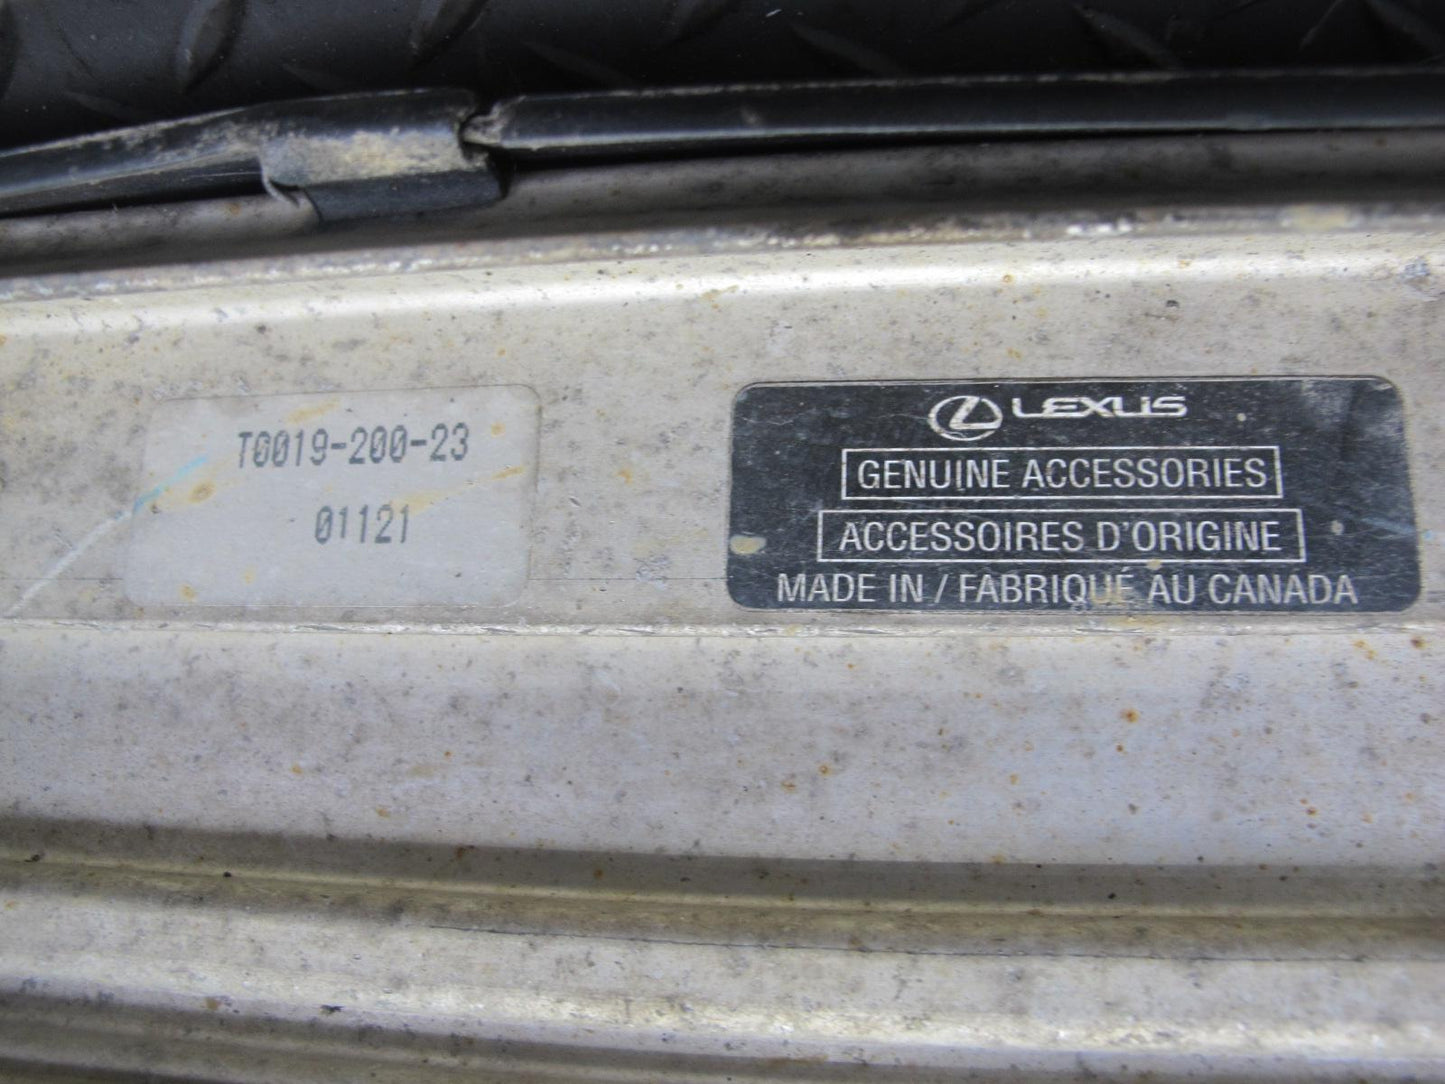 T0019-200-23
01121
LEXUS
GENUINE ACCESSORIES
ACCESSOIRES D'ORIGINE
MADE IN / FABRIQUÉ AU CANADA